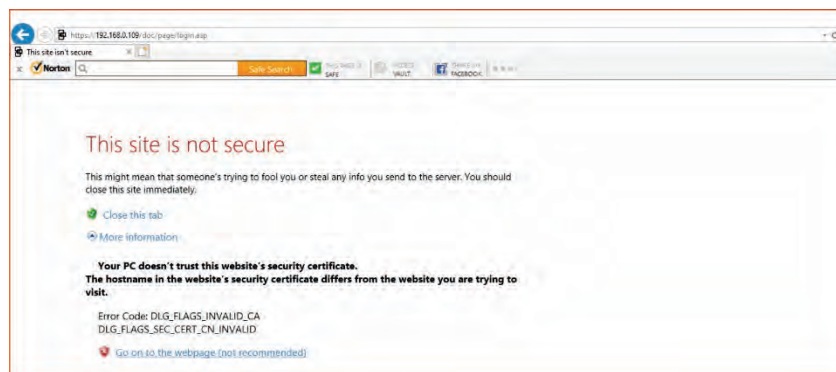 https://192.168.0.109/doc/page/login.asp
This site isn't secure
x Norton Safe Search SAFE VAULT FACEBOOK
This site is not secure
This might mean that someone's trying to fool you or steal any info you send to the server. You should
close this site immediately.
Close this tab
More information
Your PC doesn't trust this website's security certificate.
The hostname in the website's security certificate differs from the website you are trying to
visit.
Error Code: DLG_FLAGS_INVALID_CA
DLG_FLAGS_SEC_CERT_CN_INVALID
Go on to the webpage (not recommended)